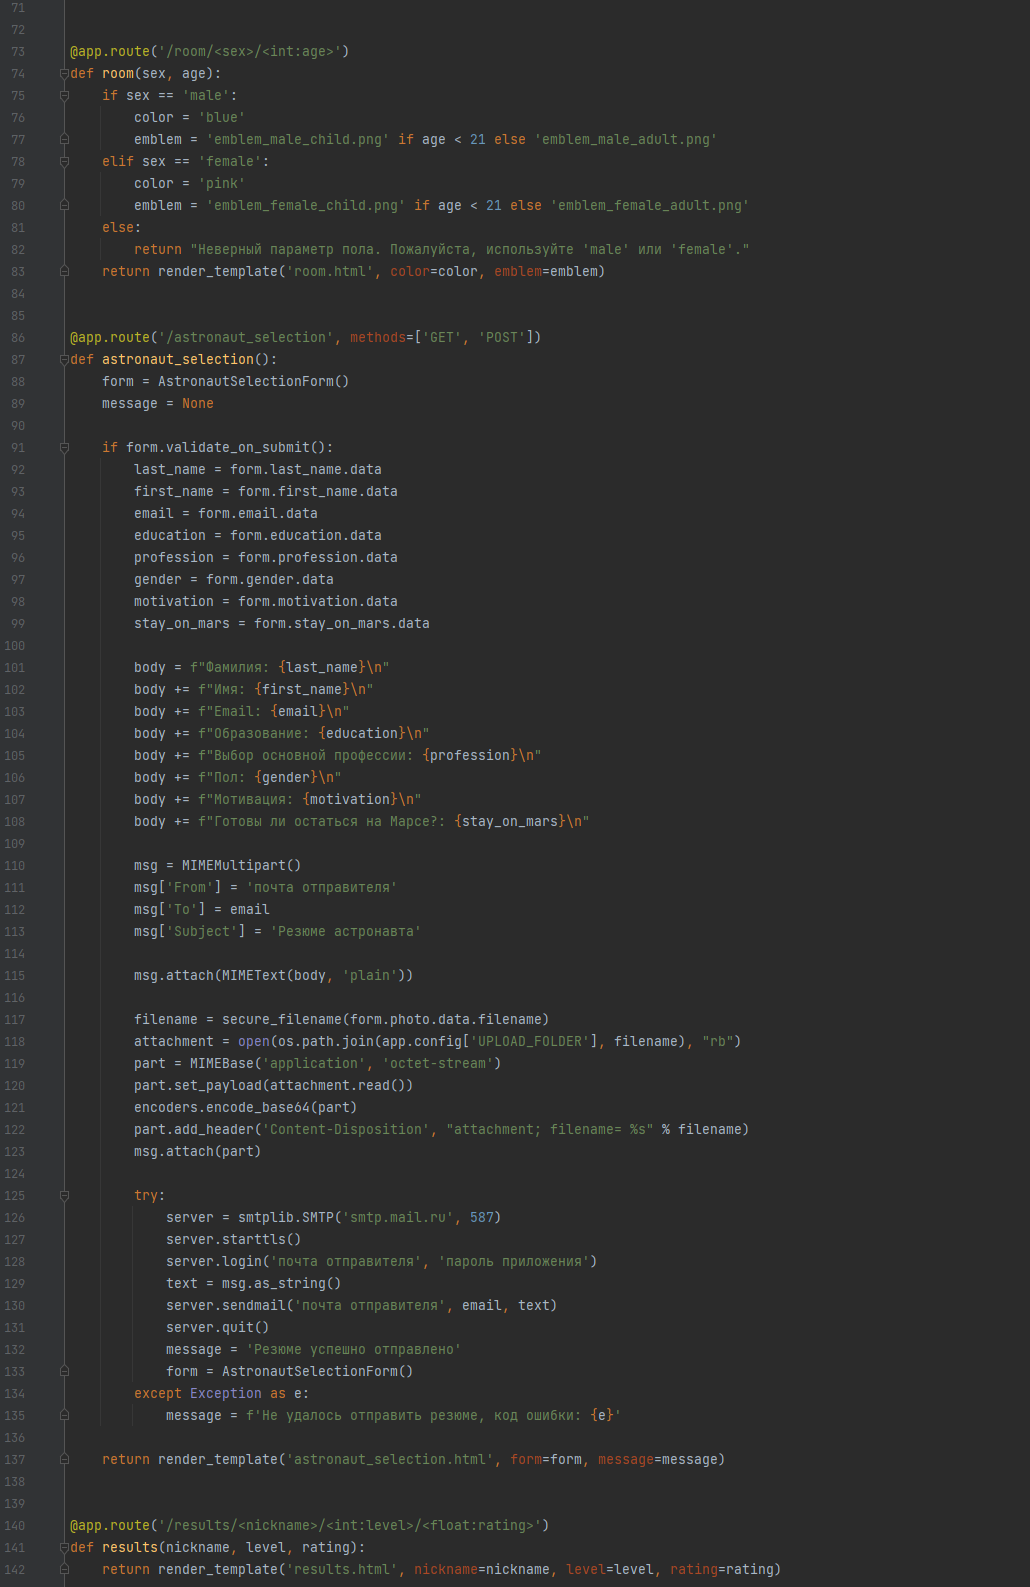 71
72
73 @app.route('/room/<sex>/<int:age>')
74 def room(sex, age):
75     if sex == 'male':
76         color = 'blue'
77         emblem = 'emblem_male_child.png' if age < 21 else 'emblem_male_adult.png'
78     elif sex == 'female':
79         color = 'pink'
80         emblem = 'emblem_female_child.png' if age < 21 else 'emblem_female_adult.png'
81     else:
82         return "Неверный параметр пола. Пожалуйста, используйте 'male' или 'female'."
83     return render_template('room.html', color=color, emblem=emblem)
84
85
86 @app.route('/astronaut_selection', methods=['GET', 'POST'])
87 def astronaut_selection():
88     form = AstronautSelectionForm()
89     message = None
90
91     if form.validate_on_submit():
92         last_name = form.last_name.data
93         first_name = form.first_name.data
94         email = form.email.data
95         education = form.education.data
96         profession = form.profession.data
97         gender = form.gender.data
98         motivation = form.motivation.data
99         stay_on_mars = form.stay_on_mars.data
100
101         body = f"Фамилия: {last_name}\n"
102         body += f"Имя: {first_name}\n"
103         body += f"Email: {email}\n"
104         body += f"Образование: {education}\n"
105         body += f"Выбор основной профессии: {profession}\n"
106         body += f"Пол: {gender}\n"
107         body += f"Мотивация: {motivation}\n"
108         body += f"Готовы ли остаться на Марсе?: {stay_on_mars}\n"
109
110         msg = MIMEMultipart()
111         msg['From'] = 'почта отправителя'
112         msg['To'] = email
113         msg['Subject'] = 'Резюме астронавта'
114
115         msg.attach(MIMEText(body, 'plain'))
116
117         filename = secure_filename(form.photo.data.filename)
118         attachment = open(os.path.join(app.config['UPLOAD_FOLDER'], filename), "rb")
119         part = MIMEBase('application', 'octet-stream')
120         part.set_payload(attachment.read())
121         encoders.encode_base64(part)
122         part.add_header('Content-Disposition', "attachment; filename= %s" % filename)
123         msg.attach(part)
124
125         try:
126             server = smtplib.SMTP('smtp.mail.ru', 587)
127             server.starttls()
128             server.login('почта отправителя', 'пароль приложения')
129             text = msg.as_string()
130             server.sendmail('почта отправителя', email, text)
131             server.quit()
132             message = 'Резюме успешно отправлено'
133             form = AstronautSelectionForm()
134         except Exception as e:
135             message = f'Не удалось отправить резюме, код ошибки: {e}'
136
137     return render_template('astronaut_selection.html', form=form, message=message)
138
139
140 @app.route('/results/<nickname>/<int:level>/<float:rating>')
141 def results(nickname, level, rating):
142     return render_template('results.html', nickname=nickname, level=level, rating=rating)